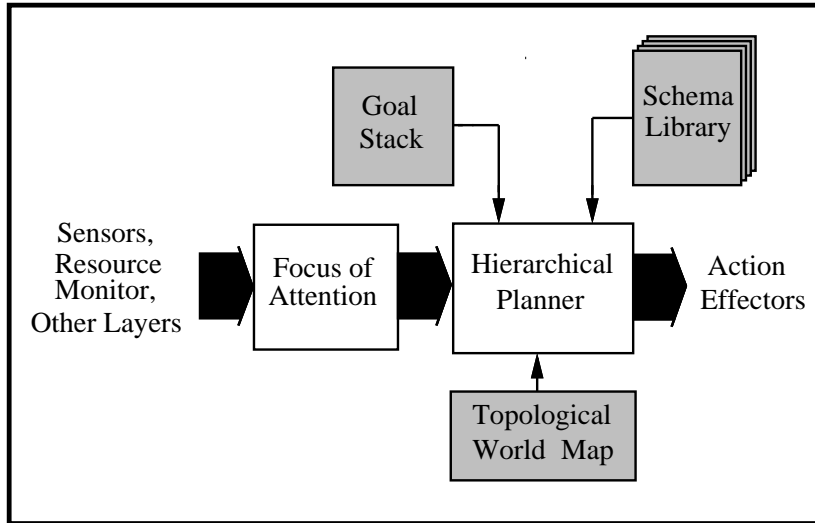 Goal
Stack
Schema
Library
Sensors,
Resource
Monitor,
Other Layers
Focus of
Attention
Hierarchical
Planner
Action
Effectors
Topological
World Map